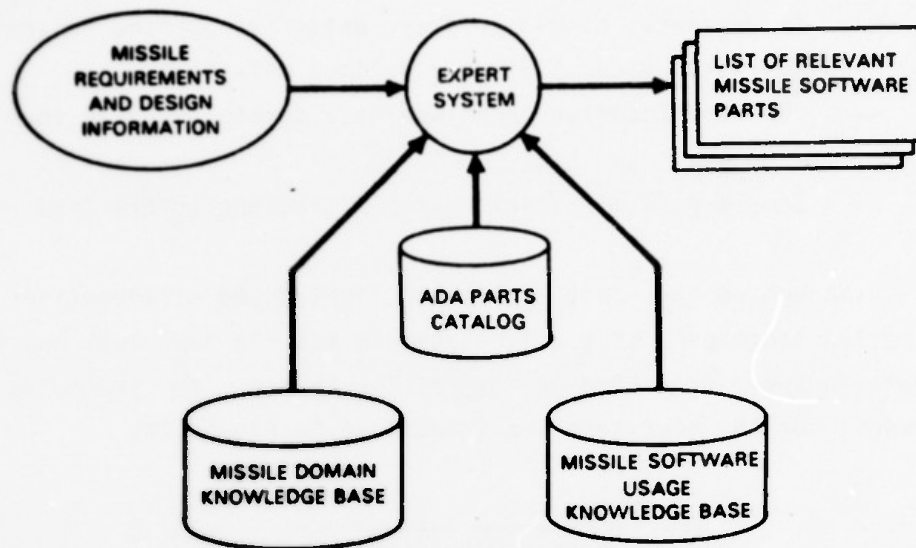 MISSILE
REQUIREMENTS
AND DESIGN
INFORMATION
EXPERT
SYSTEM
LIST OF RELEVANT
MISSILE SOFTWARE
PARTS
ADA PARTS
CATALOG
MISSILE DOMAIN
KNOWLEDGE BASE
MISSILE SOFTWARE
USAGE
KNOWLEDGE BASE